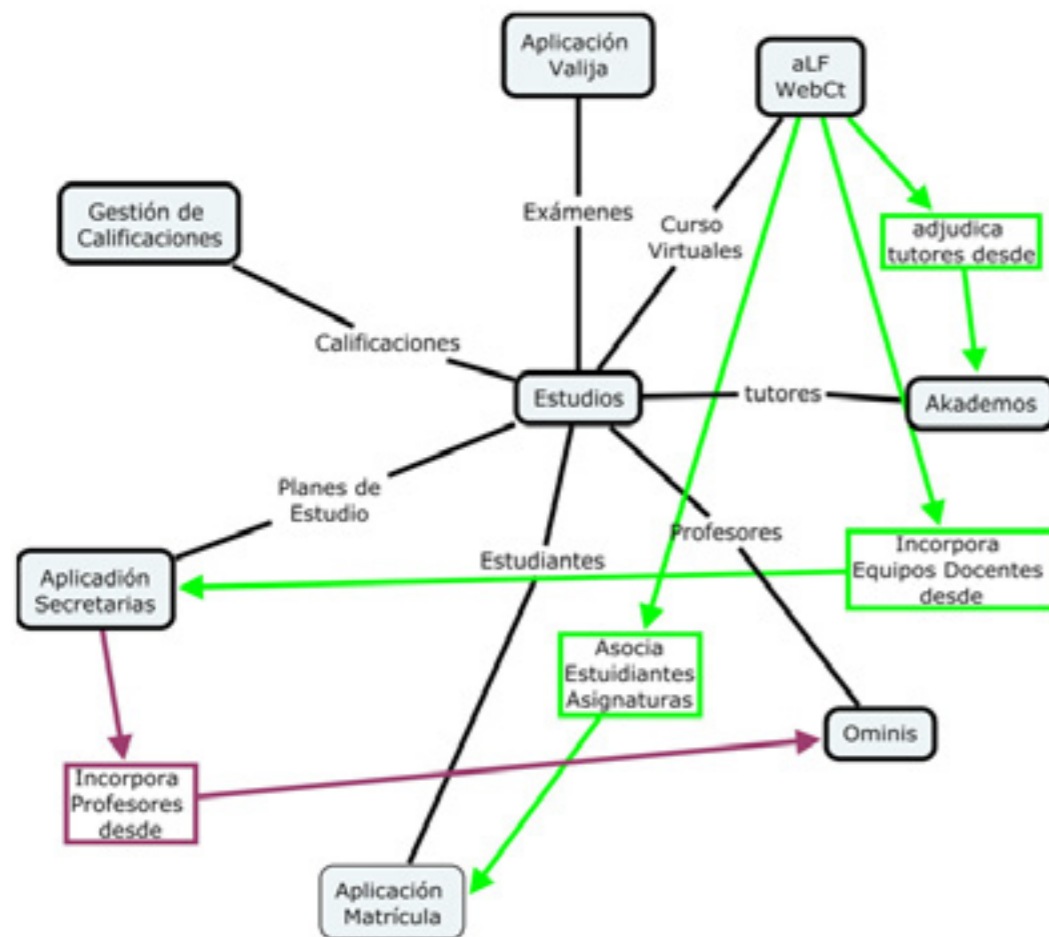 Aplicación
Valija
aLF
WebCt
Gestión de
Calificaciones
Exámenes
Curso
Virtuales
adjudica
tutores desde
Calificaciones
Estudios
tutores
Akademos
Planes de
Estudio
Profesores
Estudiantes
Incorpora
Equipos Docentes
desde
Aplicadión
Secretarias
Asocia
Estuidiantes
Asignaturas
Ominis
Incorpora
Profesores
desde
Aplicación
Matrícula